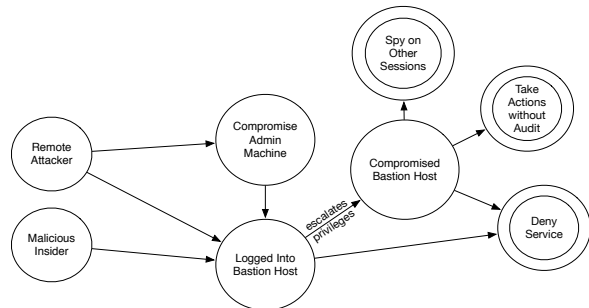 Spy on
Other
Sessions
Take
Actions
without
Audit
Compromise
Admin
Machine
Remote
Attacker
Compromised
Bastion Host
escalates
privileges
Malicious
Insider
Logged Into
Bastion Host
Deny
Service